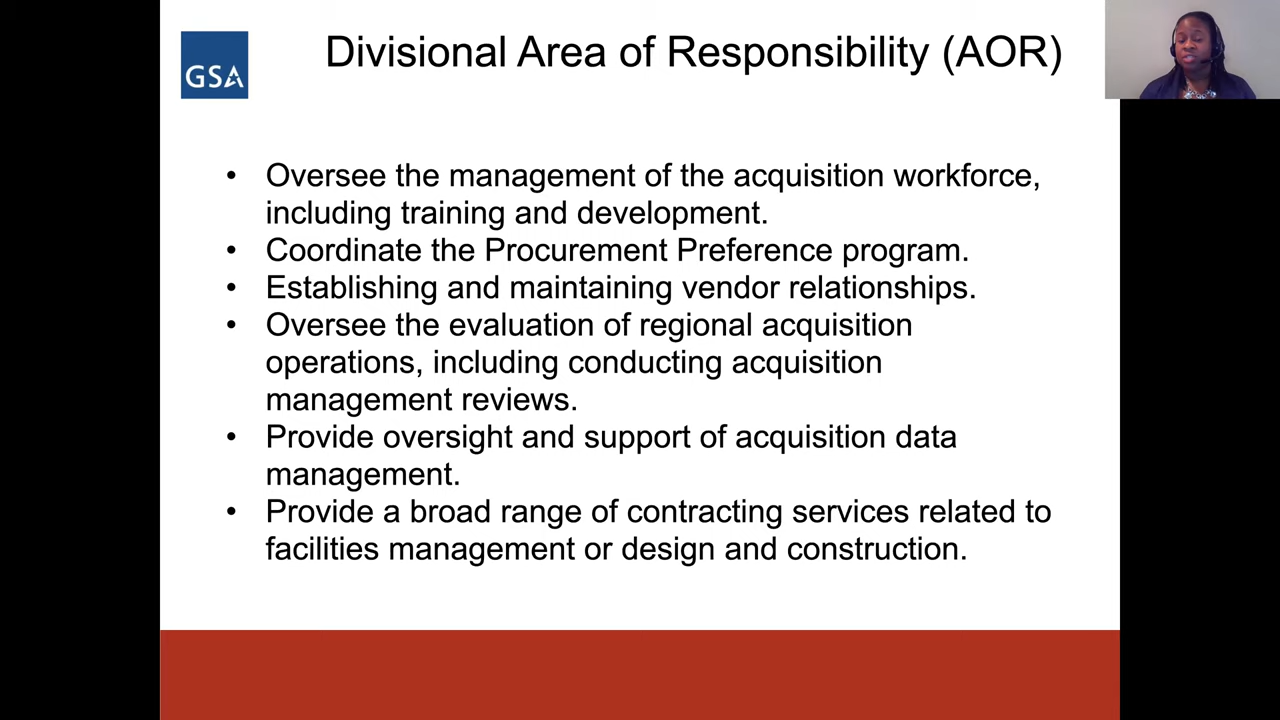 Divisional Area of Responsibility (AOR)
GSA
• Oversee the management of the acquisition workforce,
including training and development.
• Coordinate the Procurement Preference program.
• Establishing and maintaining vendor relationships.
• Oversee the evaluation of regional acquisition
operations, including conducting acquisition
management reviews.
• Provide oversight and support of acquisition data
management.
• Provide a broad range of contracting services related to
facilities management or design and construction.